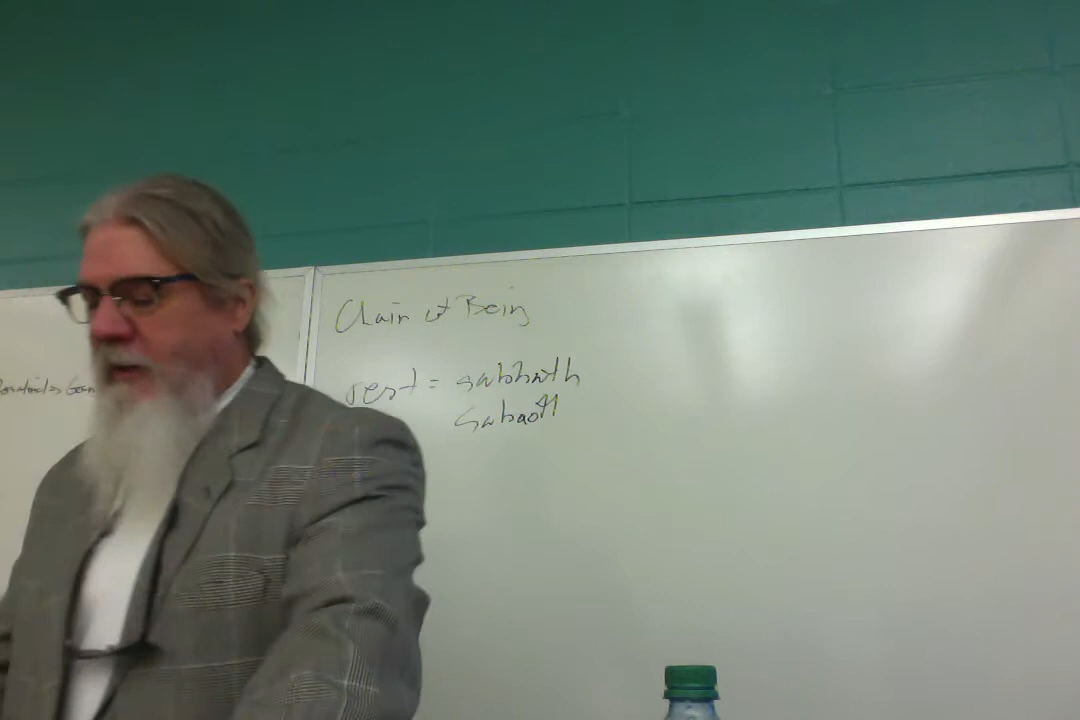 Chain of Being
rest = sabbath
Sabaoth